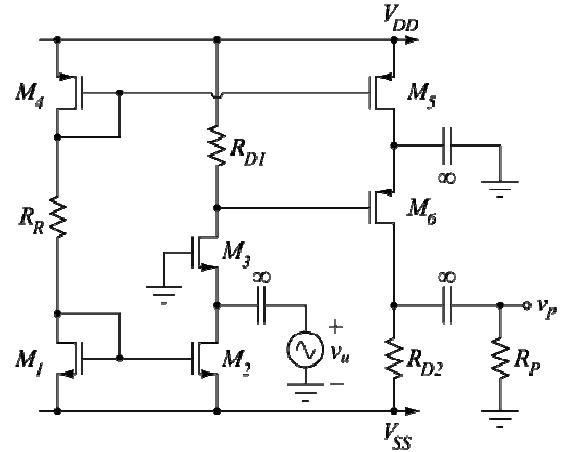 V_DD
M_4
M_5
R_D1
∞
R_R
M_6
M_3
∞
∞
v_p
M_1
M_2
+
v_u
−
R_D2
R_P
V_SS